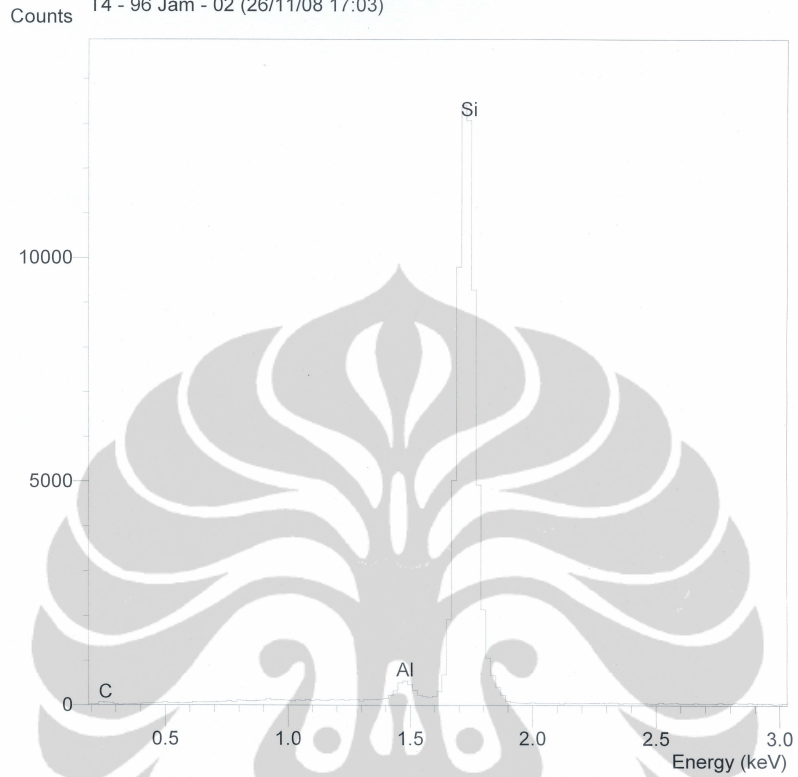 T4 - 96 Jam - 02 (26/11/08 17:03)
Counts
Si
10000
5000
Al
C
0
0.5 1.0 1.5 2.0 2.5 3.0
Energy (keV)